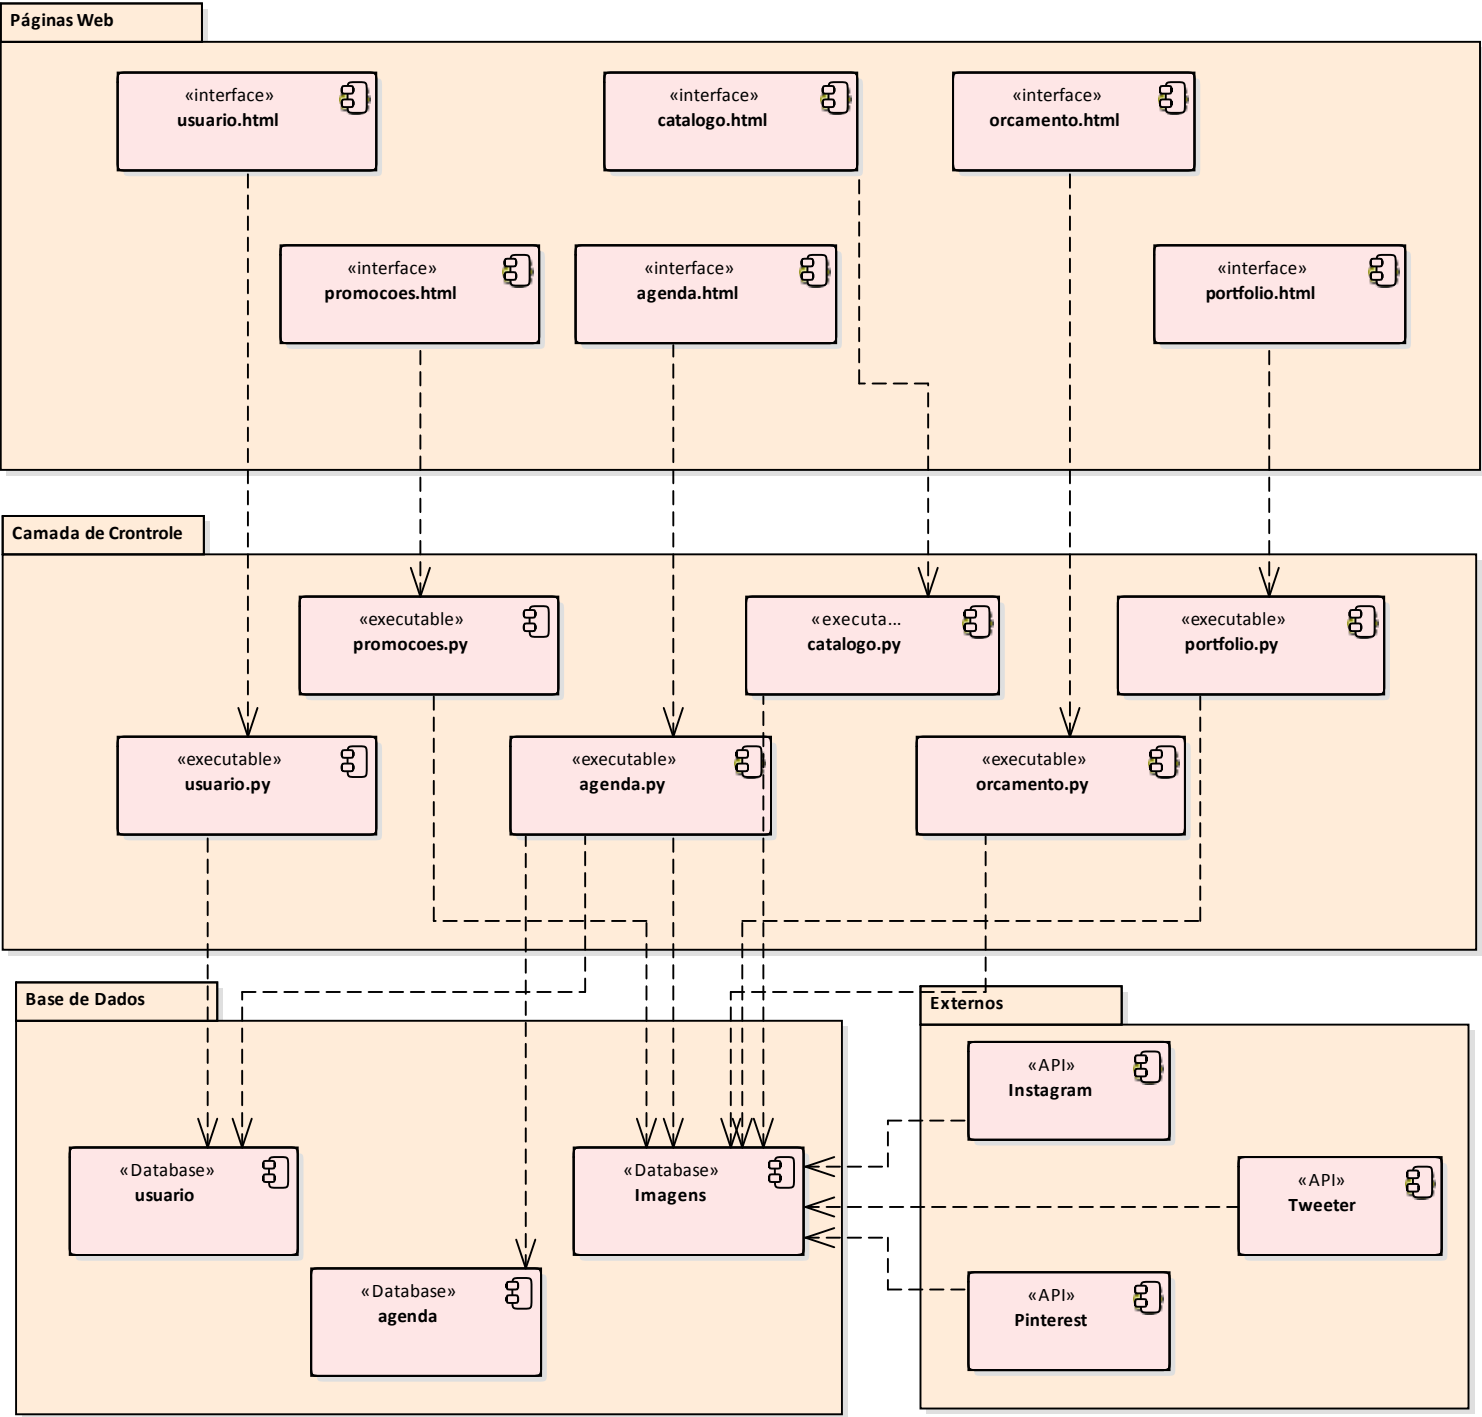 Páginas Web
«interface»
usuario.html
«interface»
catalogo.html
«interface»
orcamento.html
«interface»
promocoes.html
«interface»
agenda.html
«interface»
portfolio.html
Camada de Crontrole
«executable»
promocoes.py
«executa...
catalogo.py
«executable»
portfolio.py
«executable»
usuario.py
«executable»
agenda.py
«executable»
orcamento.py
Base de Dados
Externos
«API»
Instagram
«Database»
usuario
«Database»
Imagens
«API»
Tweeter
«Database»
agenda
«API»
Pinterest